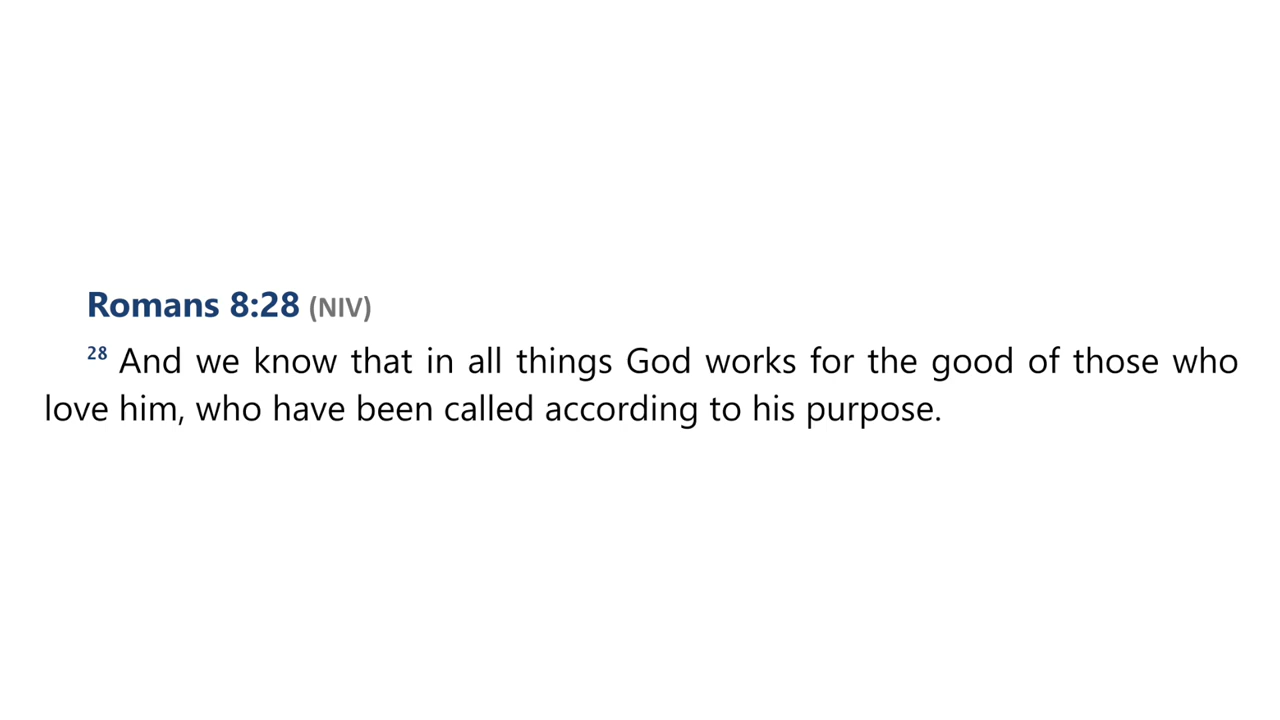 Romans 8:28 (NIV)
28 And we know that in all things God works for the good of those who
love him, who have been called according to his purpose.